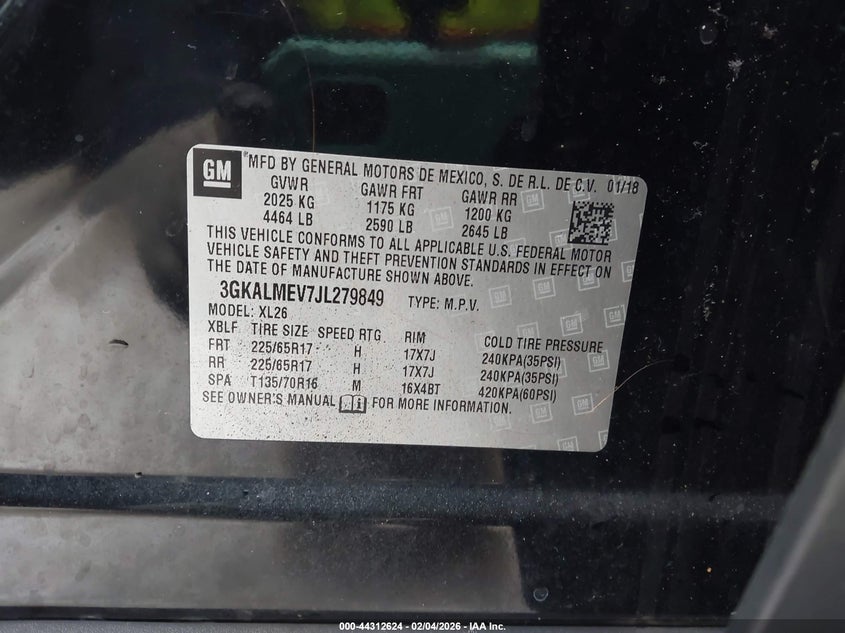 GM ®MFD BY GENERAL MOTORS DE MEXICO, S. DE R.L. DE C.V. 01/18
GVWR GAWR FRT GAWR RR
2025 KG 1175 KG 1200 KG
4464 LB 2590 LB 2645 LB
THIS VEHICLE CONFORMS TO ALL APPLICABLE U.S. FEDERAL MOTOR
VEHICLE SAFETY AND THEFT PREVENTION STANDARDS IN EFFECT ON
THE DATE OF MANUFACTURE SHOWN ABOVE.
3GKALMEV7JL279849 TYPE: M.P.V.
MODEL: XL26
XBLF TIRE SIZE SPEED RTG RIM COLD TIRE PRESSURE
FRT 225/65R17 H 17X7J 240KPA(35PSI)
RR 225/65R17 H 17X7J 240KPA(35PSI)
SPA T135/70R16 M 16X4BT 420KPA(60PSI)
SEE OWNER'S MANUAL FOR MORE INFORMATION.
000-44312624 - 02/04/2026 - IAA Inc.